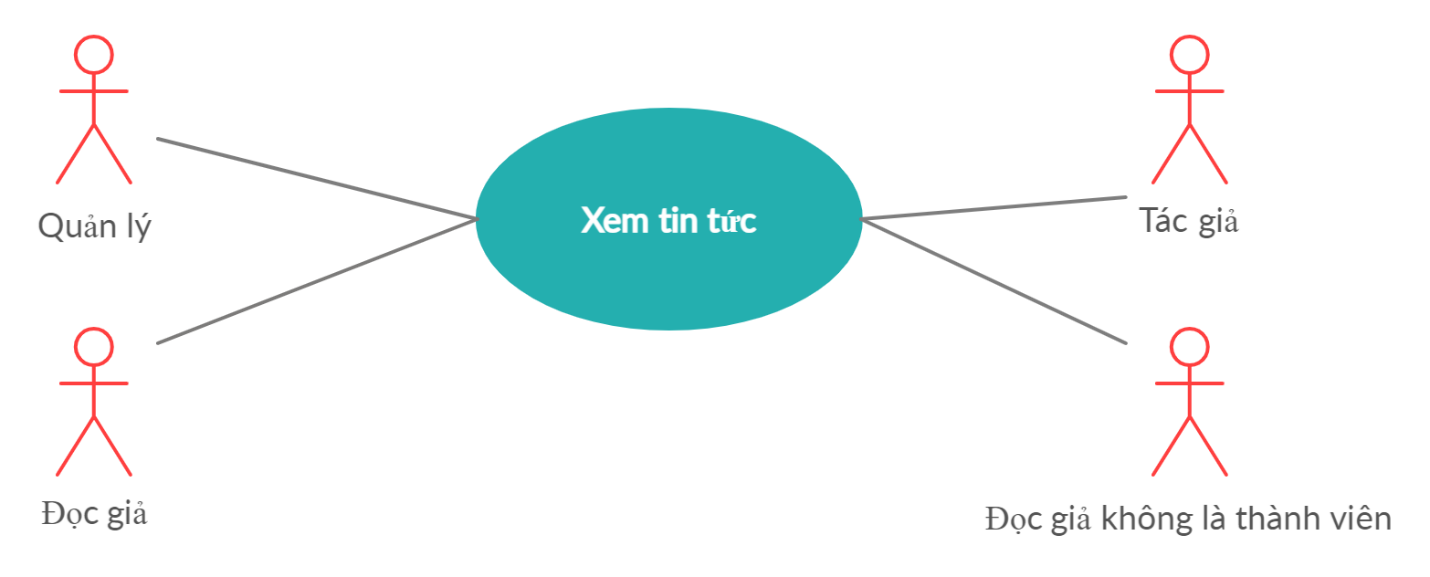 Quản lý
Xem tin tức
Tác giả
Đọc giả
Đọc giả không là thành viên